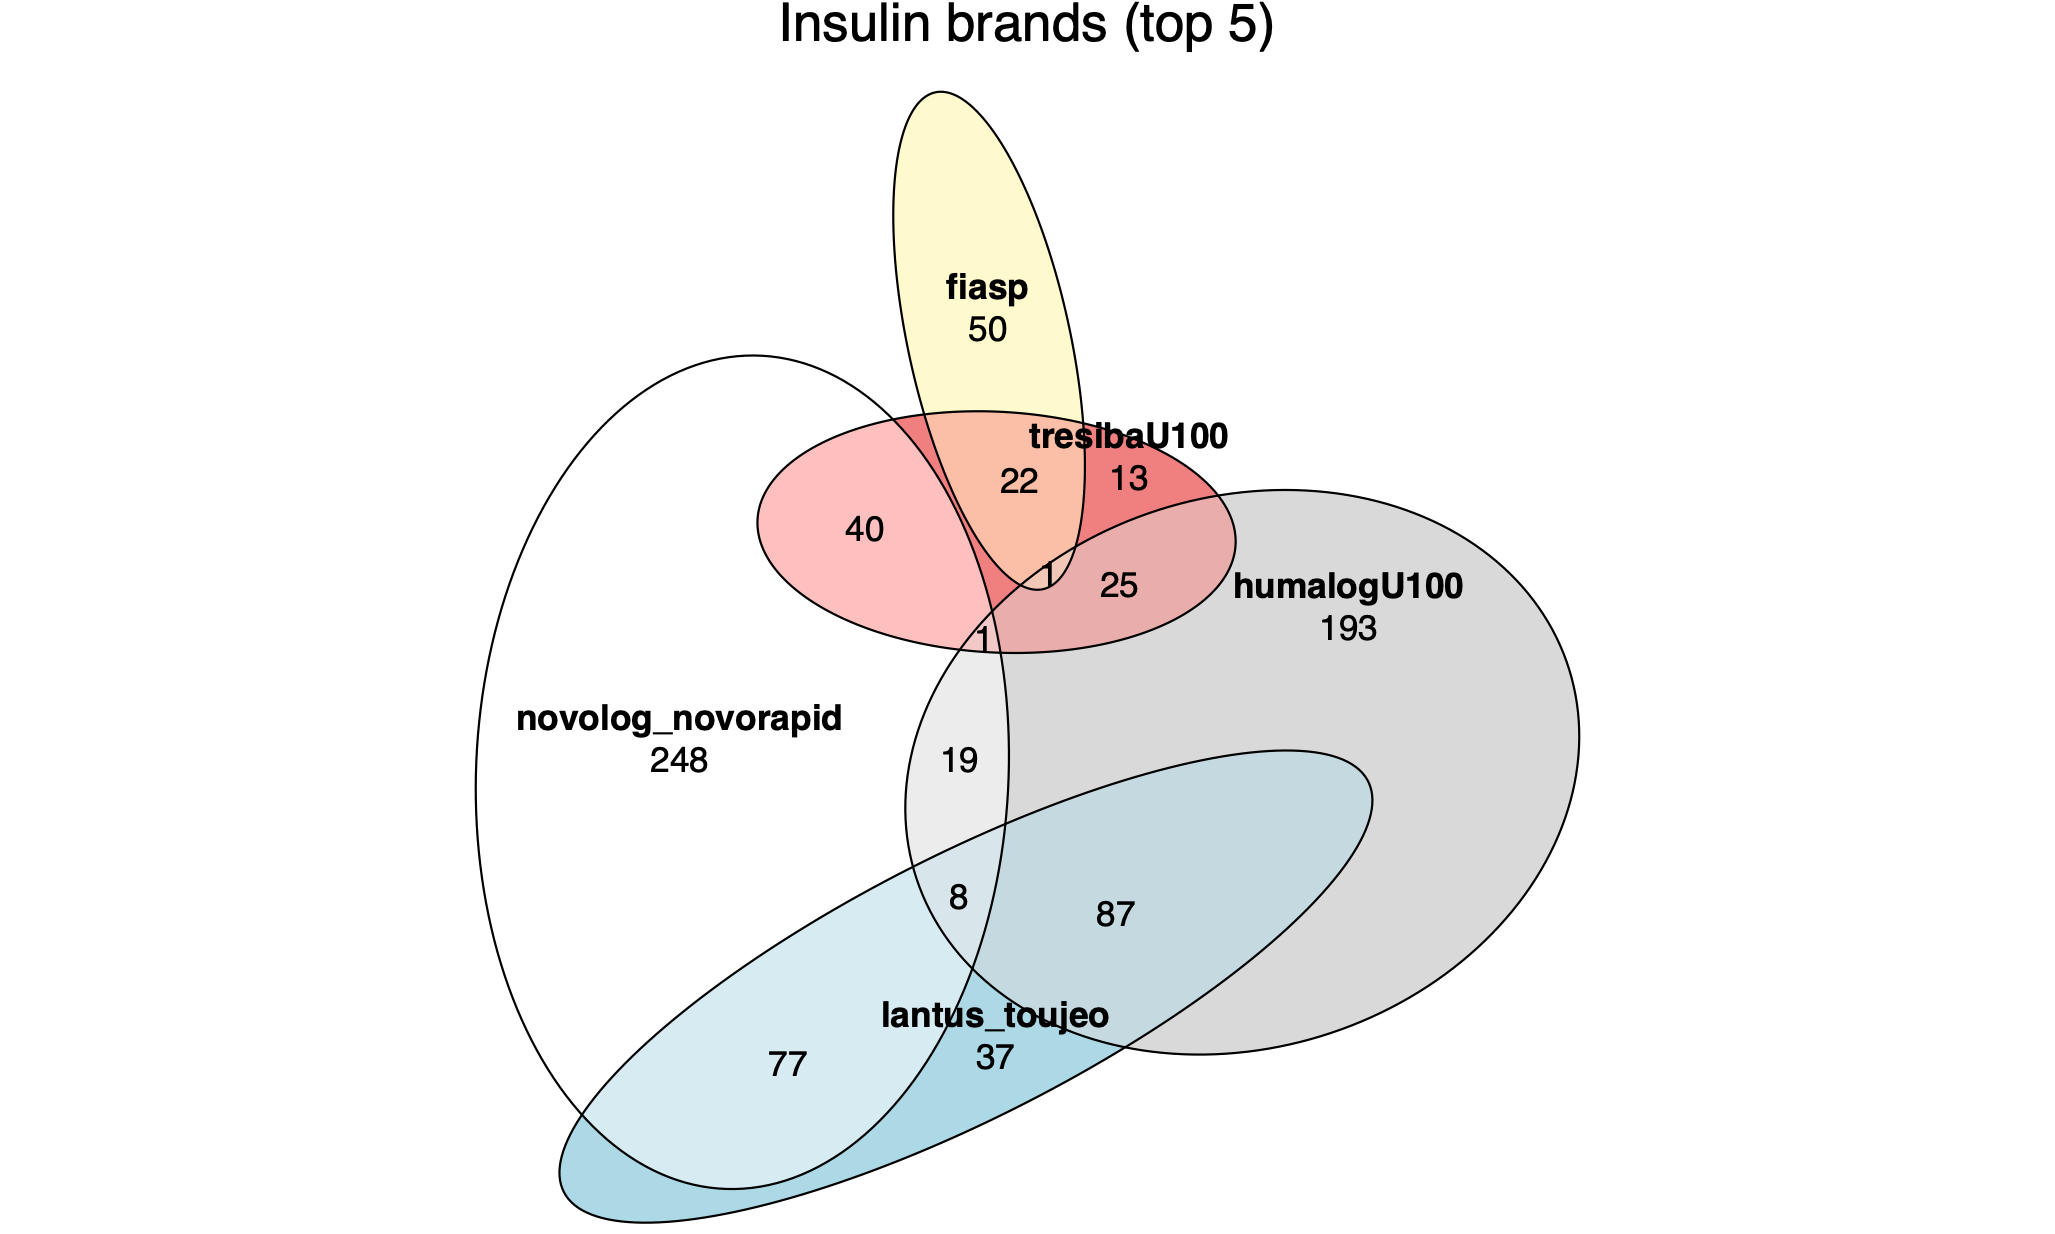 Insulin brands (top 5)
fiasp
50
tresibaU100
22
13
40
1
25
humalogU100
193
1
novolog_novorapid
248
19
8
87
lantus_toujeo
37
77